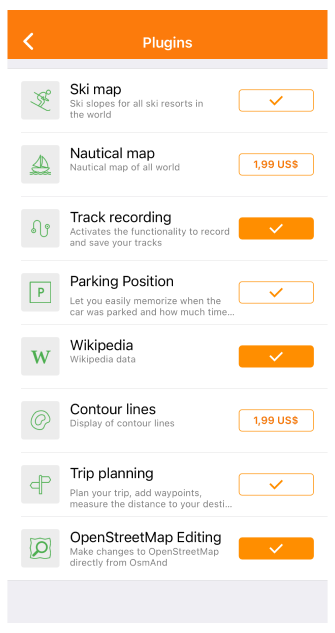 Plugins
Ski map
Ski slopes for all ski resorts in
the world
Nautical map
Nautical map of all world
1,99 US$
Track recording
Activates the functionality to record
and save your tracks
P
Parking Position
Let you easily memorize when the
car was parked and how much time...
W
Wikipedia
Wikipedia data
Contour lines
Display of contour lines
1,99 US$
Trip planning
Plan your trip, add waypoints,
measure the distance to your desti...
OpenStreetMap Editing
Make changes to OpenStreetMap
directly from OsmAnd